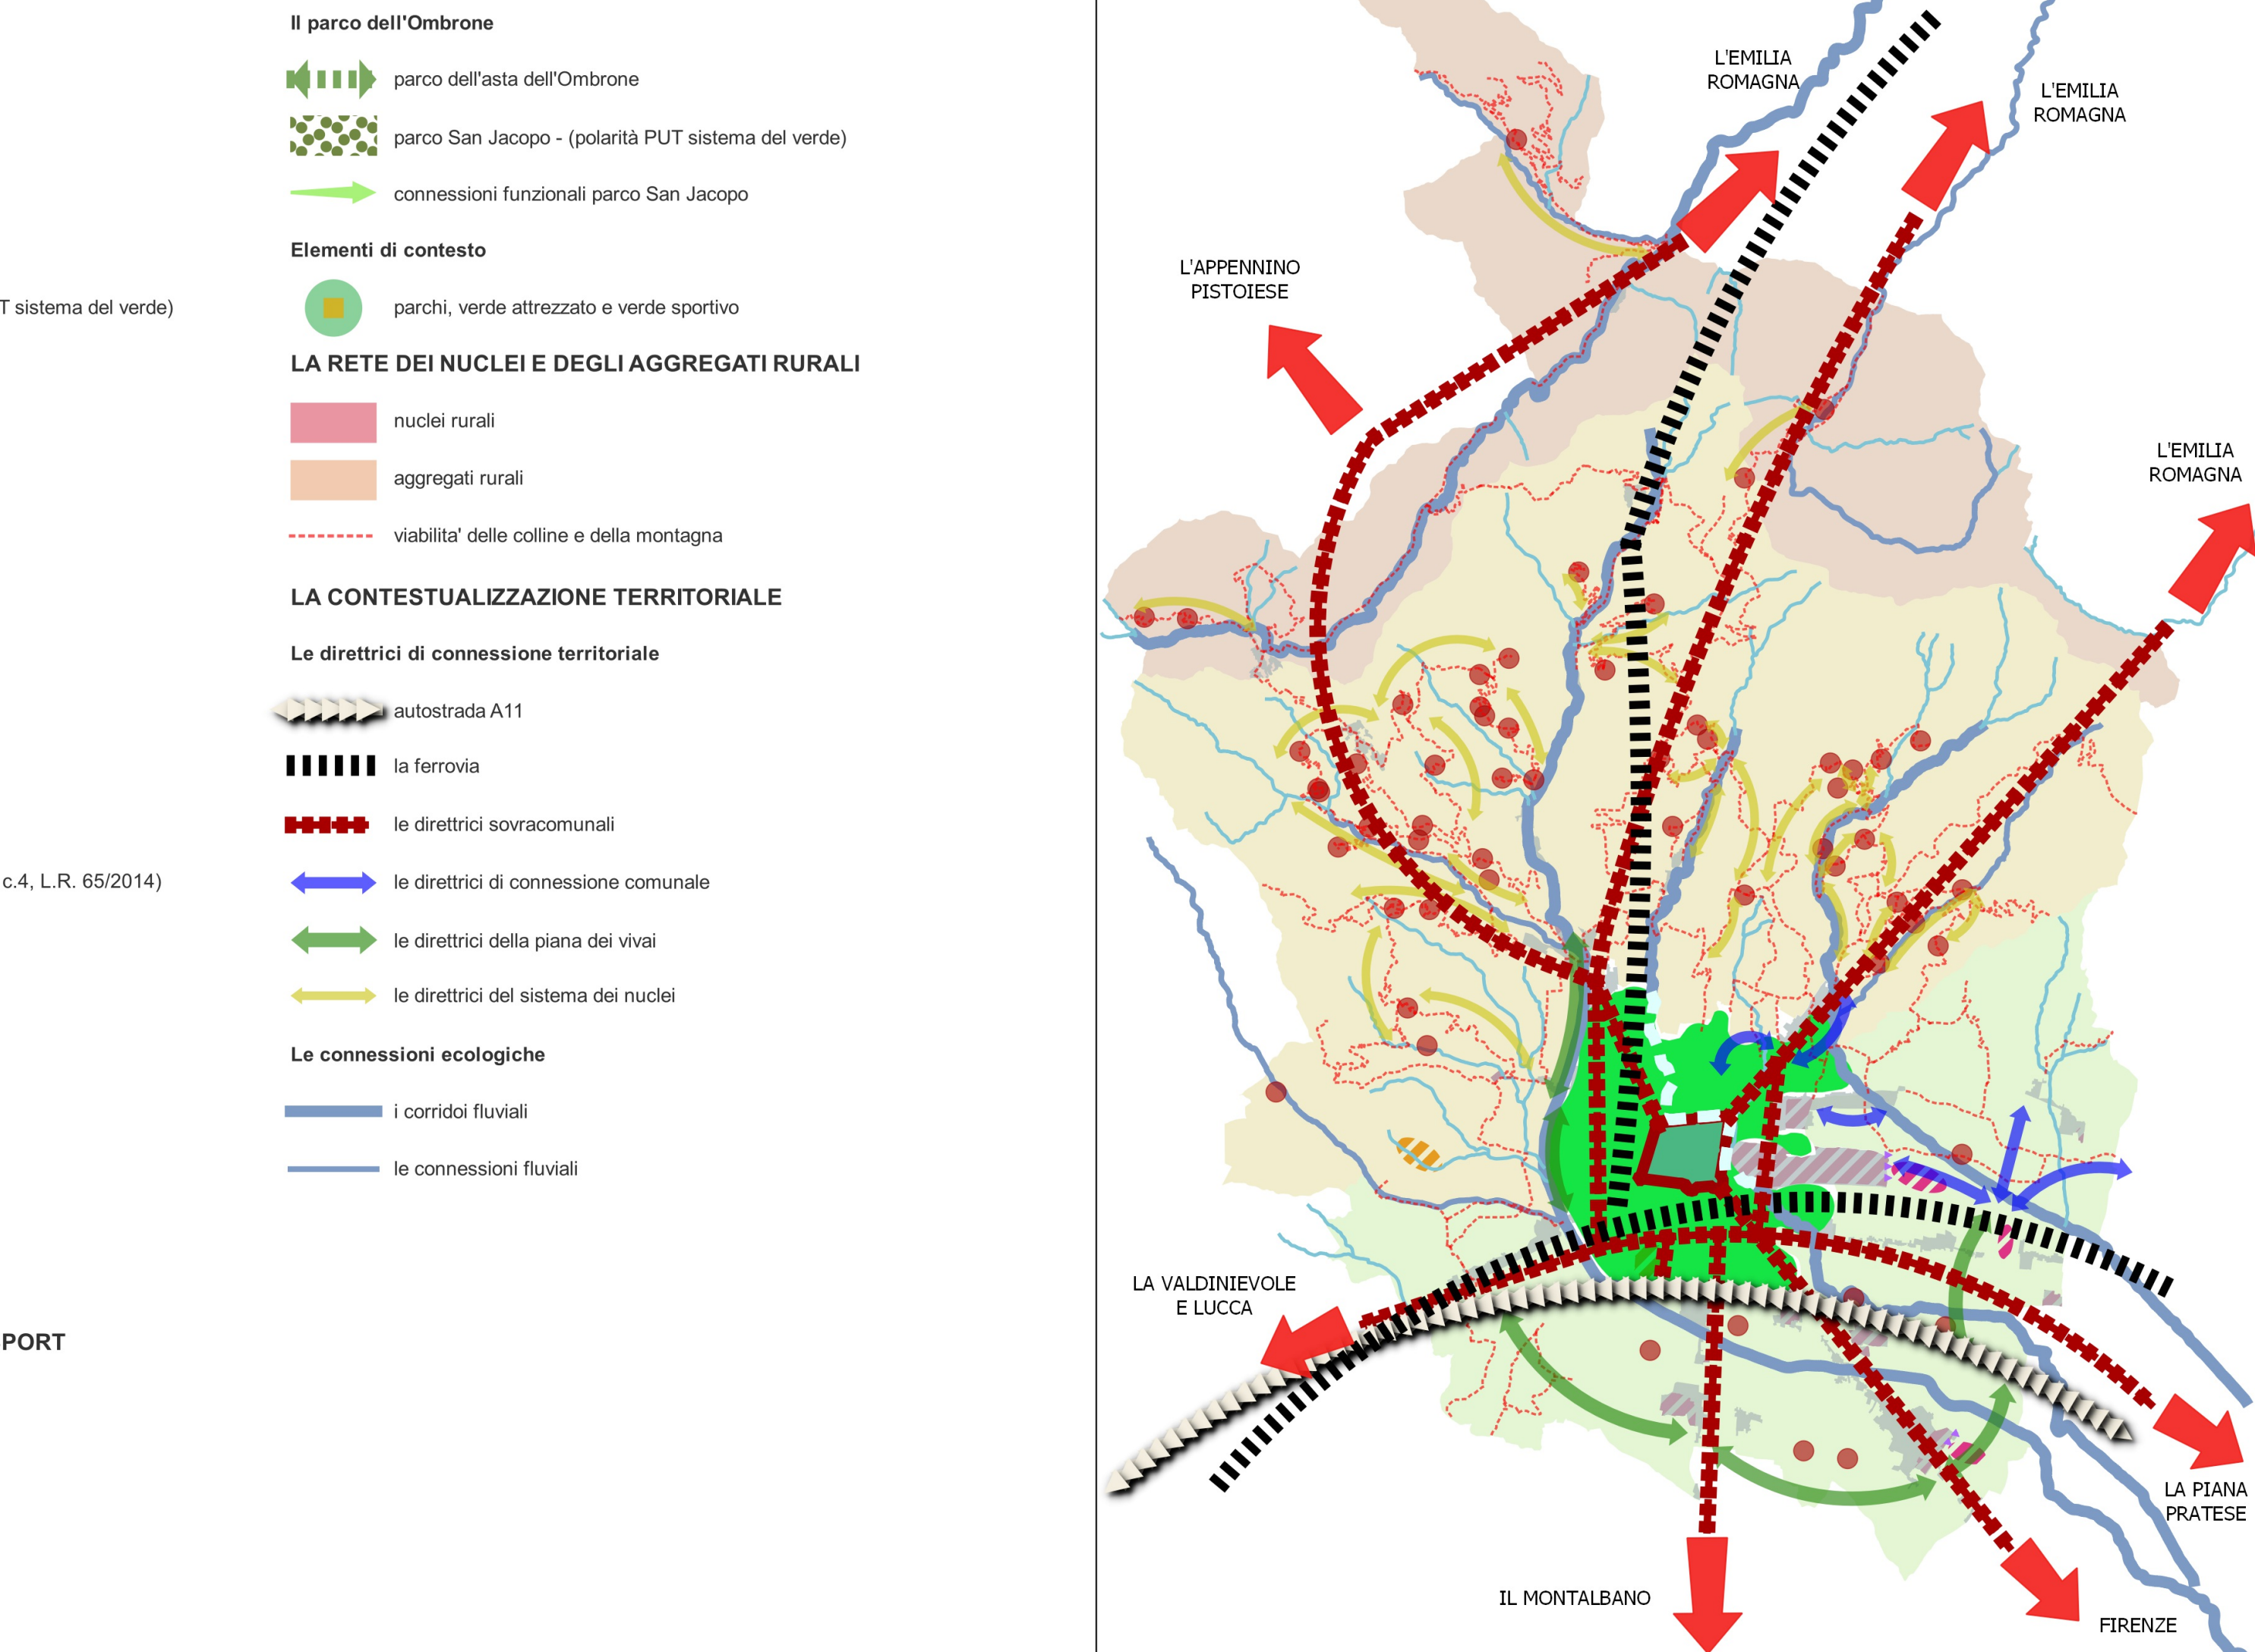 Il parco dell'Ombrone
parco dell'asta dell'Ombrone
parco San Jacopo - (polarità PUT sistema del verde)
connessioni funzionali parco San Jacopo
Elementi di contesto
T sistema del verde)
parchi, verde attrezzato e verde sportivo
LA RETE DEI NUCLEI E DEGLI AGGREGATI RURALI
nuclei rurali
aggregati rurali
viabilita' delle colline e della montagna
LA CONTESTUALIZZAZIONE TERRITORIALE
Le direttrici di connessione territoriale
autostrada A11
la ferrovia
le direttrici sovracomunali
c.4, L.R. 65/2014)
le direttrici di connessione comunale
le direttrici della piana dei vivai
le direttrici del sistema dei nuclei
Le connessioni ecologiche
i corridoi fluviali
le connessioni fluviali
PORT
L'EMILIA
ROMAGNA
L'EMILIA
ROMAGNA
L'APPENNINO
PISTOIESE
L'EMILIA
ROMAGNA
LA VALDINIEVOLE
E LUCCA
LA PIANA
PRATESE
IL MONTALBANO
FIRENZE